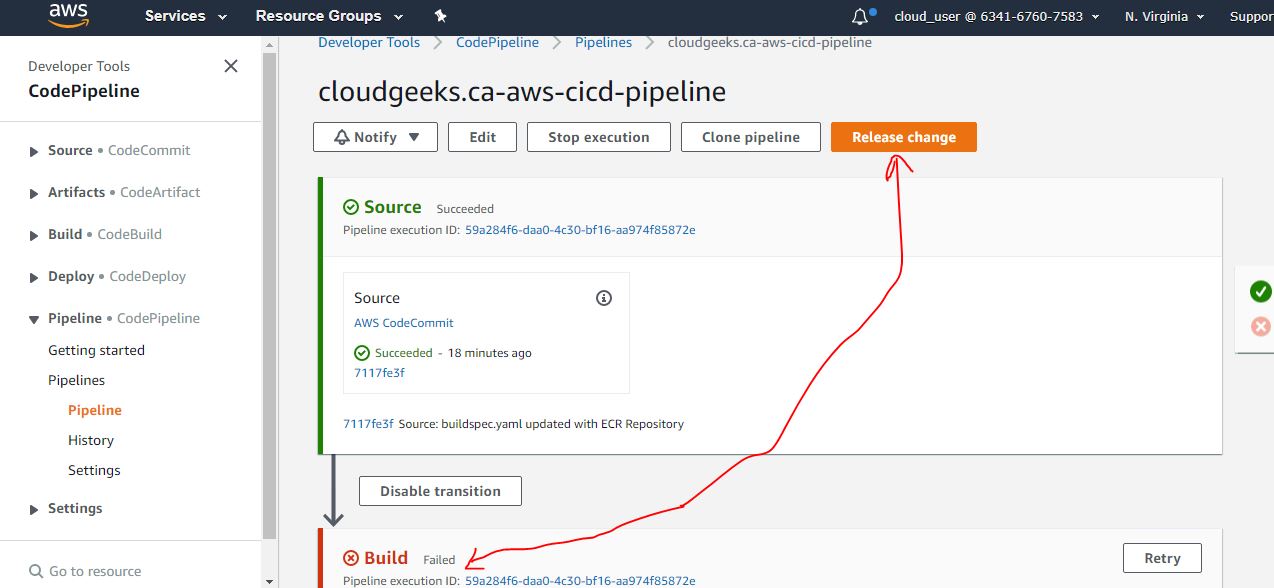 aws
Services
Resource Groups
cloud_user @ 6341-6760-7583
N. Virginia
Suppor
Developer Tools
CodePipeline
Source • CodeCommit
Artifacts • CodeArtifact
Build • CodeBuild
Deploy • CodeDeploy
Pipeline • CodePipeline
Getting started
Pipelines
Pipeline
History
Settings
Settings
Go to resource
Developer Tools > CodePipeline > Pipelines > cloudgeeks.ca-aws-cicd-pipeline
cloudgeeks.ca-aws-cicd-pipeline
Notify
Edit
Stop execution
Clone pipeline
Release change
Source Succeeded
Pipeline execution ID: 59a284f6-daa0-4c30-bf16-aa974f85872e
Source
AWS CodeCommit
Succeeded - 18 minutes ago
7117fe3f
7117fe3f Source: buildspec.yaml updated with ECR Repository
Disable transition
Build Failed
Retry
Pipeline execution ID: 59a284f6-daa0-4c30-bf16-aa974f85872e